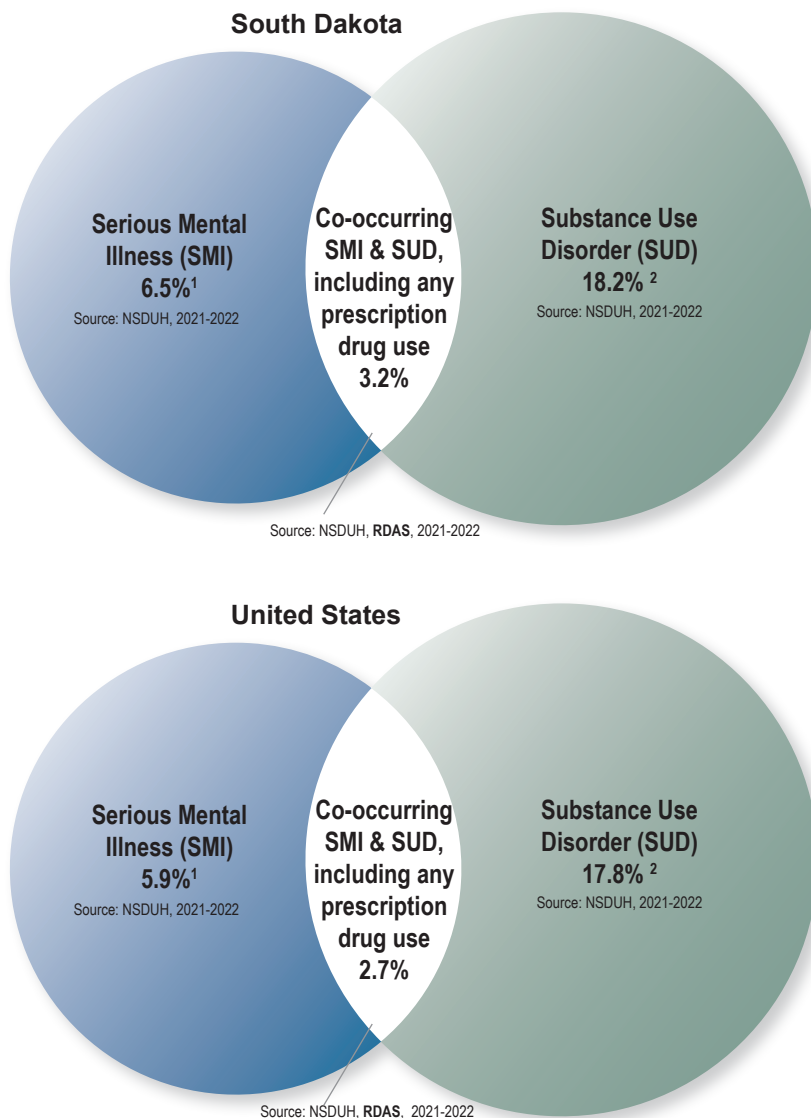 South Dakota
Serious Mental
Illness (SMI)
6.5%¹
Source: NSDUH, 2021-2022
Co-occurring
SMI & SUD,
including any
prescription
drug use
3.2%
Substance Use
Disorder (SUD)
18.2% ²
Source: NSDUH, 2021-2022
Source: NSDUH, RDAS, 2021-2022
United States
Serious Mental
Illness (SMI)
5.9%¹
Source: NSDUH, 2021-2022
Co-occurring
SMI & SUD,
including any
prescription
drug use
2.7%
Substance Use
Disorder (SUD)
17.8% ²
Source: NSDUH, 2021-2022
Source: NSDUH, RDAS, 2021-2022